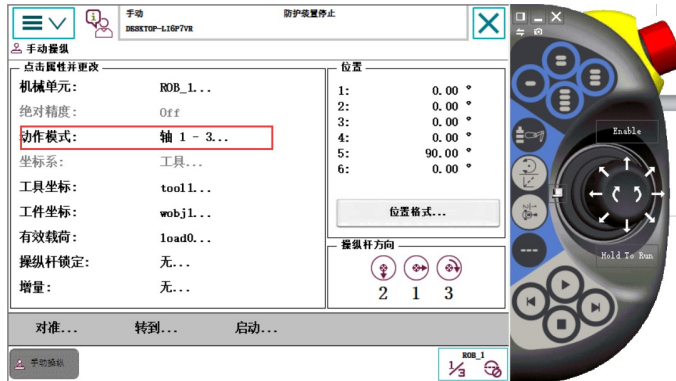 手动
防护装置停止
DESKTOP-LI6P7VR
手动操纵
点击属性并更改
机械单元: ROB_1...
绝对精度: Off
动作模式: 轴 1 - 3...
坐标系: 工具...
工具坐标: tool1...
工件坐标: wobj1...
有效载荷: load0...
操纵杆锁定: 无...
增量: 无...
位置
1: 0.00 °
2: 0.00 °
3: 0.00 °
4: 0.00 °
5: 90.00 °
6: 0.00 °
位置格式...
操纵杆方向
2 1 3
对准... 转到... 启动...
手动操纵
ROB_1
1/3
Enable
Hold To Run